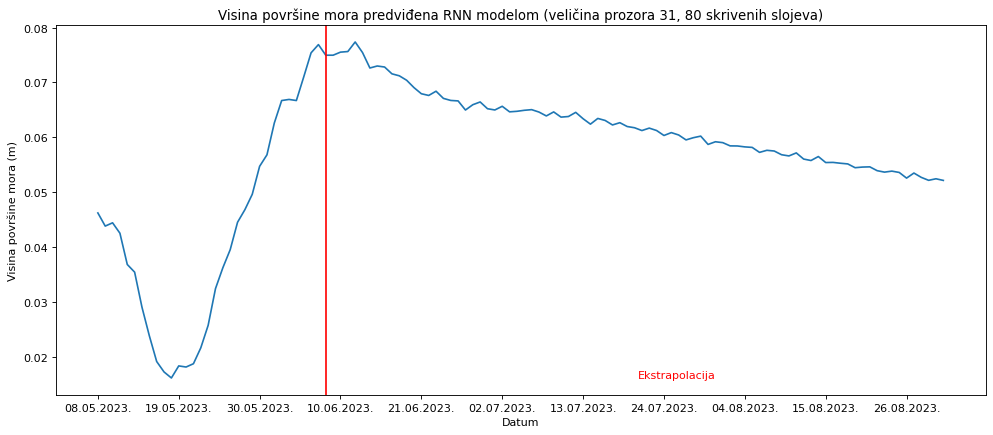 Visina površine mora predviđena RNN modelom (veličina prozora 31, 80 skrivenih slojeva)
0.08
0.07
0.06
0.05
0.04
0.03
0.02
Visina površine mora (m)
Ekstrapolacija
08.05.2023. 19.05.2023. 30.05.2023. 10.06.2023. 21.06.2023. 02.07.2023. 13.07.2023. 24.07.2023. 04.08.2023. 15.08.2023. 26.08.2023.
Datum